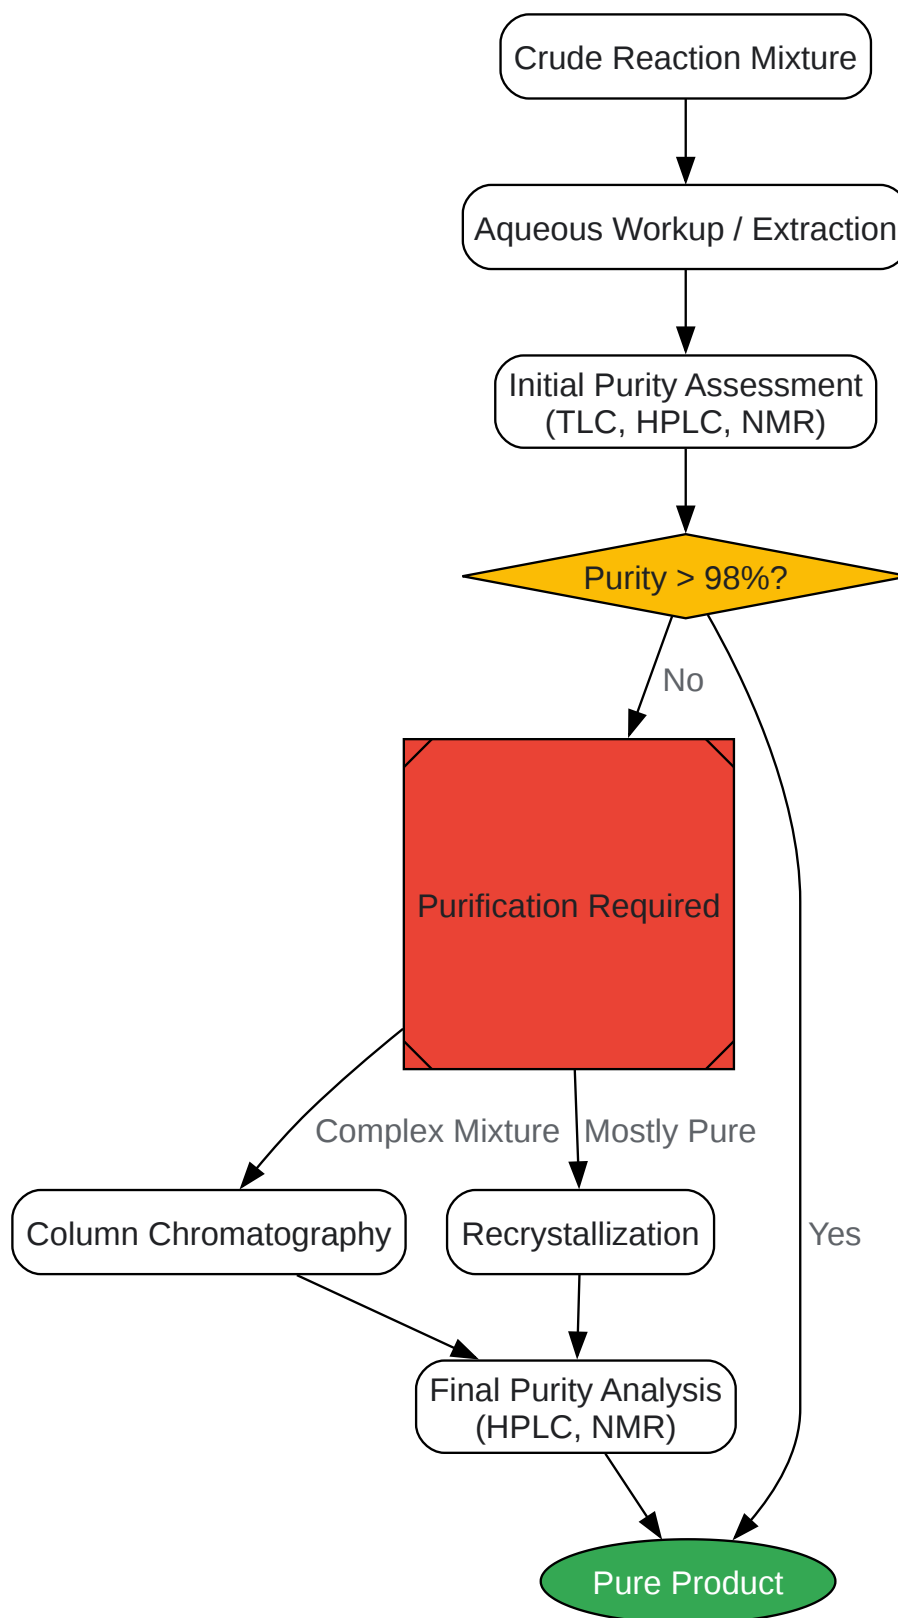 Crude Reaction Mixture
Aqueous Workup / Extraction
Initial Purity Assessment
(TLC, HPLC, NMR)
Purity > 98%?
No
Purification Required
Complex Mixture
Mostly Pure
Column Chromatography
Recrystallization
Yes
Final Purity Analysis
(HPLC, NMR)
Pure Product